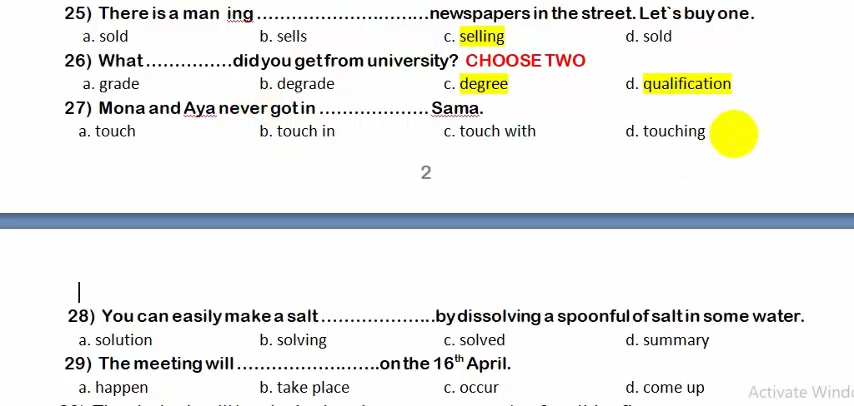 25) There is a man ing ................................newspapers in the street. Let`s buy one.
a. sold b. sells c. selling d. sold
26) What ...............did you get from university? CHOOSE TWO
a. grade b. degrade c. degree d. qualification
27) Mona and Aya never got in ................... Sama.
a. touch b. touch in c. touch with d. touching
2
28) You can easily make a salt ....................by dissolving a spoonful of salt in some water.
a. solution b. solving c. solved d. summary
29) The meeting will .........................on the 16th April.
a. happen b. take place c. occur d. come up
Activate